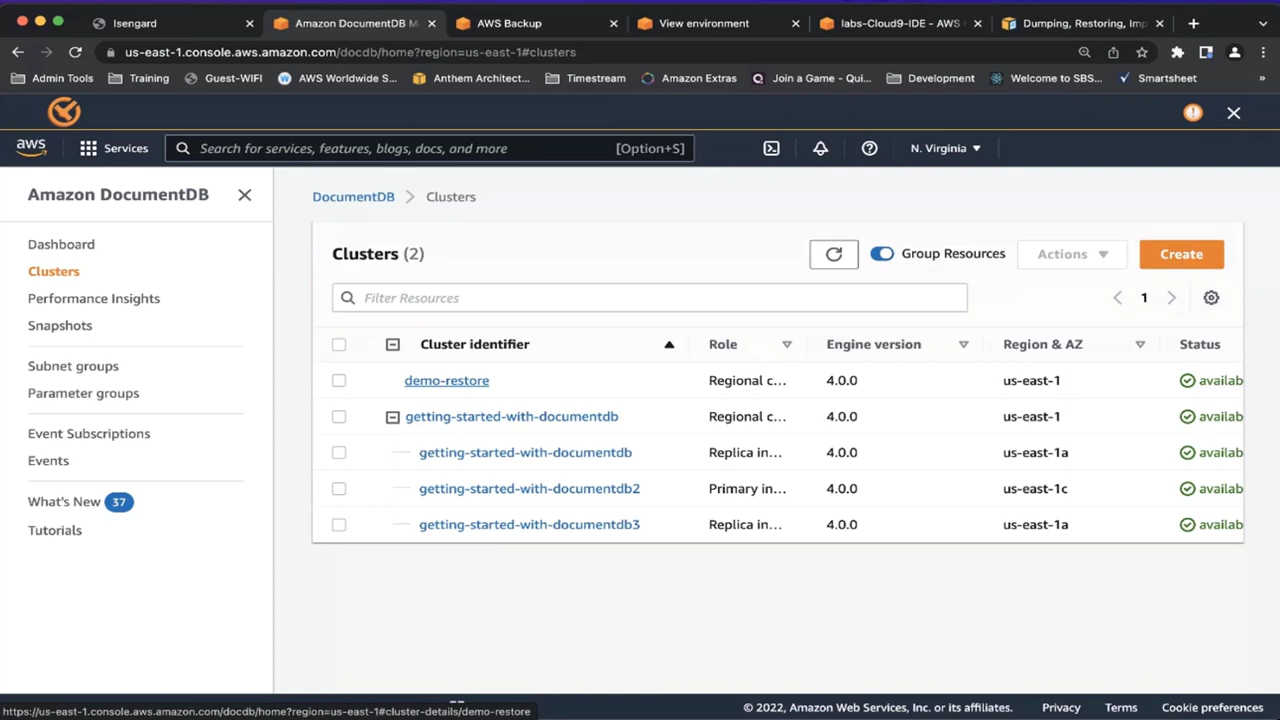 Isengard
Amazon DocumentDB M
AWS Backup
View environment
labs-Cloud9-IDE - AWS
Dumping, Restoring, Imp
us-east-1.console.aws.amazon.com/docdb/home?region=us-east-1#clusters
Admin Tools
Training
Guest-WIFI
AWS Worldwide S...
Anthem Architect...
Timestream
Amazon Extras
Join a Game - Qui...
Development
Welcome to SBS...
Smartsheet
»
aws
Services
Search for services, features, blogs, docs, and more
[Option+S]
N. Virginia
Amazon DocumentDB
Dashboard
Clusters
Performance Insights
Snapshots
Subnet groups
Parameter groups
Event Subscriptions
Events
What's New 37
Tutorials
DocumentDB > Clusters
Clusters (2)
Group Resources
Actions
Create
Filter Resources
1
Cluster identifier Role Engine version Region & AZ Status
demo-restore Regional c... 4.0.0 us-east-1 availab
getting-started-with-documentdb Regional c... 4.0.0 us-east-1 availab
getting-started-with-documentdb Replica in... 4.0.0 us-east-1a availab
getting-started-with-documentdb2 Primary in... 4.0.0 us-east-1c availab
getting-started-with-documentdb3 Replica in... 4.0.0 us-east-1a availab
https://us-east-1.console.aws.amazon.com/docdb/home?region=us-east-1#cluster-details/demo-restore
© 2022, Amazon Web Services, Inc. or its affiliates. Privacy Terms Cookie preferences